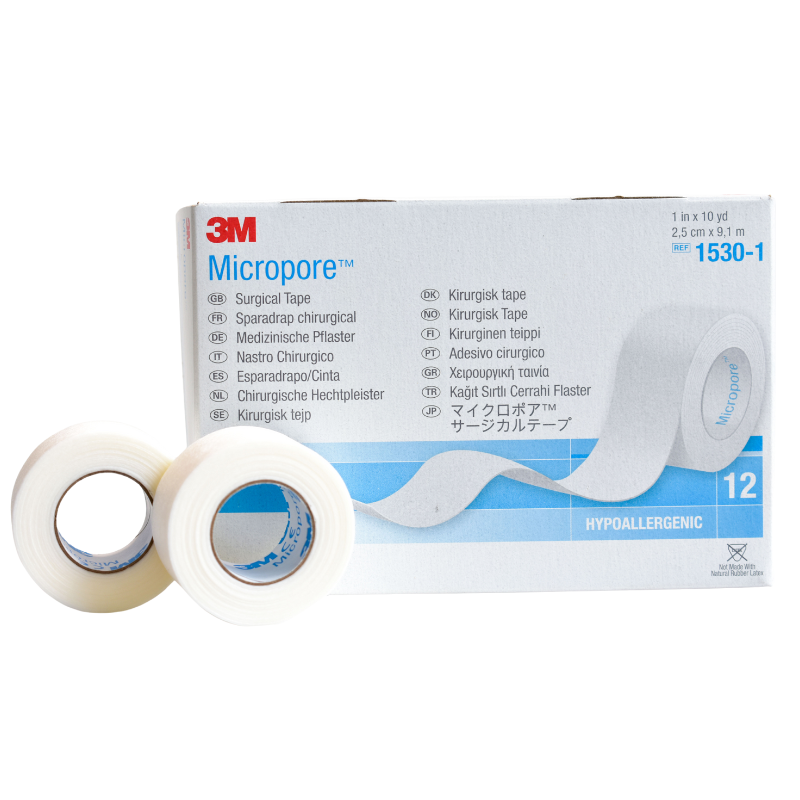 3M
Micropore™
GB Surgical Tape
FR Sparadrap chirurgical
DE Medizinische Pflaster
IT Nastro Chirurgico
ES Esparadrapo/Cinta
NL Chirurgische Hechtpleister
SE Kirurgisk tejp
DK Kirurgisk tape
NO Kirurgisk Tape
FI Kirurginen teippi
PT Adesivo cirurgico
GR Χειρουργική ταινία
TR Kağıt Sırtlı Cerrahi Flaster
JP マイクロポア™
サージカルテープ
1 in x 10 yd
2,5 cm x 9,1 m
REF 1530-1
Micropore
12
HYPOALLERGENIC
Not Made With
Natural Rubber Latex
3M CE
Micropore